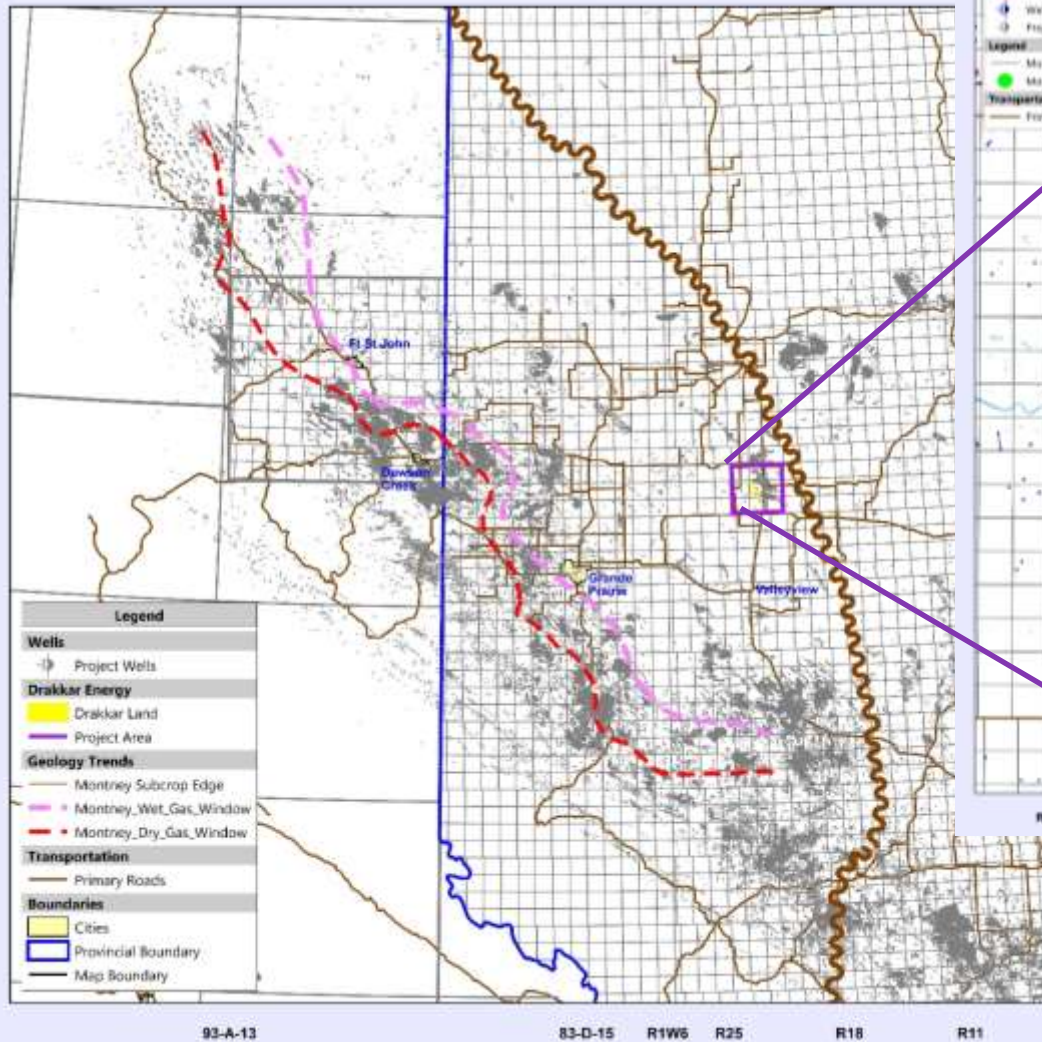 Legend
Ft St John
Dawson
Creek
Grande
Prairie
Valleyview
Legend
Wells
Project Wells
Drakkar Energy
Drakkar Land
Project Area
Geology Trends
Montney Subcrop Edge
Montney_Wet_Gas_Window
Montney_Dry_Gas_Window
Transportation
Primary Roads
Boundaries
Cities
Provincial Boundary
Map Boundary
93-A-13
83-D-15
R1W6
R25
R18
R11